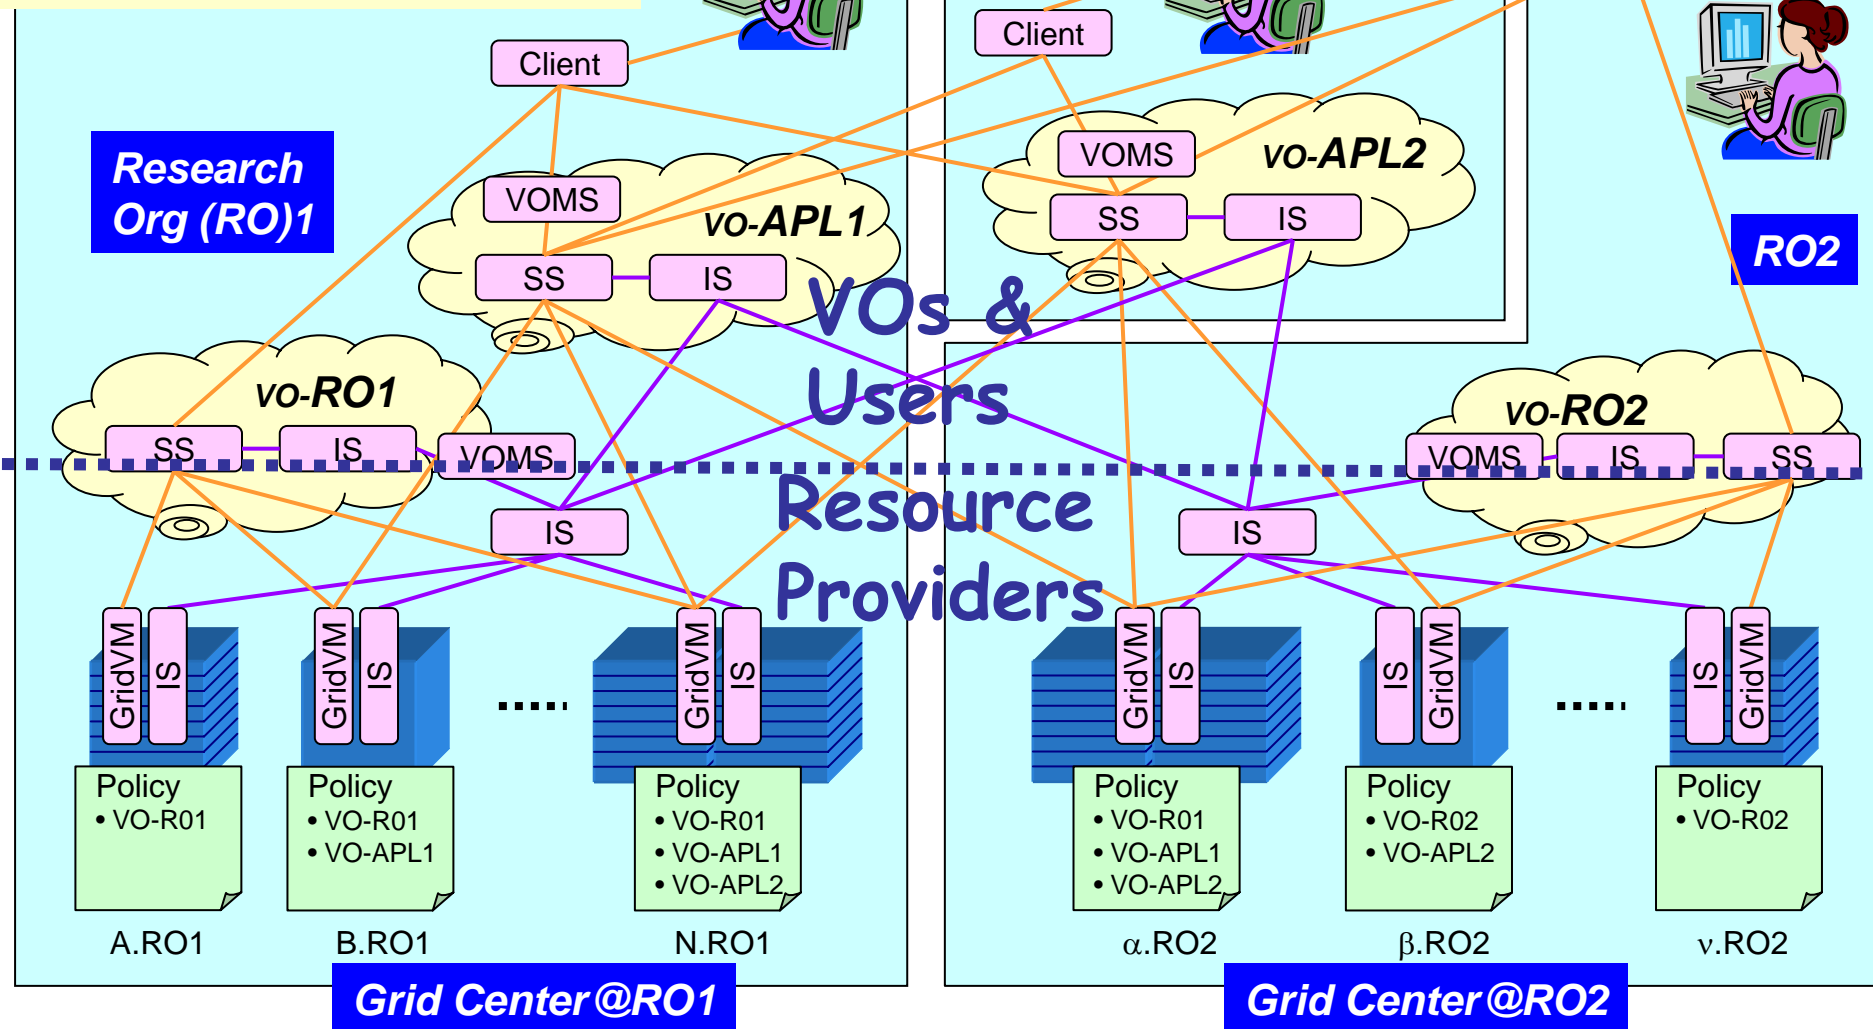 Client
Client
Research
Org (RO)1
VOMS
VO-APL2
VOMS
VO-APL1
SS
IS
RO2
SS
IS
VOs &
Users
VO-RO1
VO-RO2
SS
IS
VOMS
VOMS
IS
SS
Resource
Providers
IS
IS
GridVM
IS
GridVM
IS
.....
GridVM
IS
GridVM
IS
IS
GridVM
.....
IS
GridVM
Policy
• VO-R01
Policy
• VO-R01
• VO-APL1
Policy
• VO-R01
• VO-APL1
• VO-APL2
Policy
• VO-R01
• VO-APL1
• VO-APL2
Policy
• VO-R02
• VO-APL2
Policy
• VO-R02
A.RO1
B.RO1
N.RO1
α.RO2
β.RO2
ν.RO2
Grid Center@RO1
Grid Center@RO2